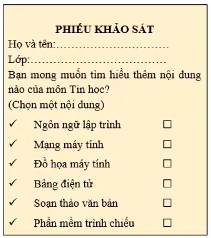 PHIẾU KHẢO SÁT
Họ và tên:……………………………
Lớp:…………………………………
Bạn mong muốn tìm hiểu thêm nội dung
nào của môn Tin học?
(Chọn một nội dung)
✓ Ngôn ngữ lập trình ☐
✓ Mạng máy tính ☐
✓ Đồ họa máy tính ☐
✓ Bảng điện tử ☐
✓ Soạn thảo văn bản ☐
✓ Phần mềm trình chiếu ☐